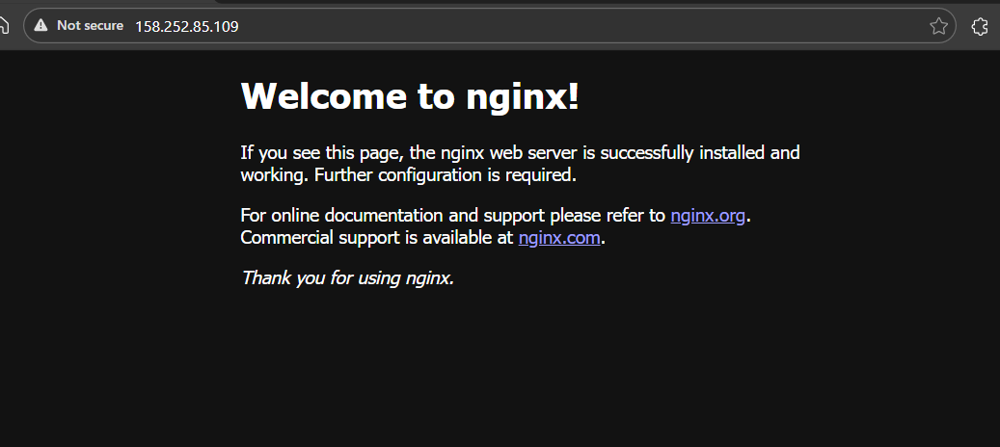 Not secure 158.252.85.109
Welcome to nginx!
If you see this page, the nginx web server is successfully installed and
working. Further configuration is required.
For online documentation and support please refer to nginx.org.
Commercial support is available at nginx.com.
Thank you for using nginx.